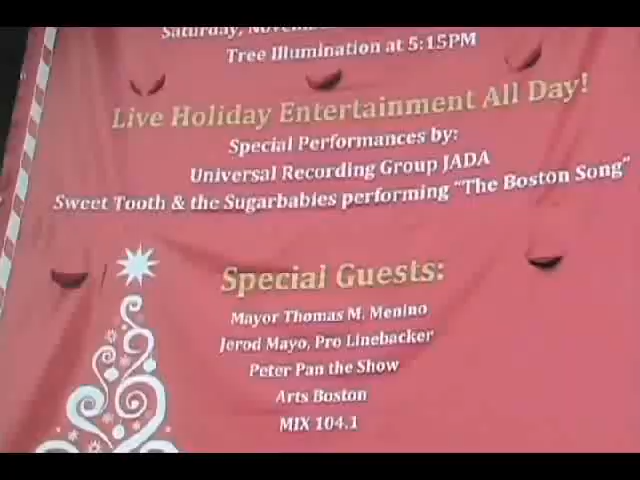 Saturday,
Tree Illumination at 5:15PM
Live Holiday Entertainment All Day!
Special Performances by:
Universal Recording Group JADA
Sweet Tooth & the Sugarbabies performing "The Boston Song"
Special Guests:
Mayor Thomas M. Menino
Jerod Mayo, Pro Linebacker
Peter Pan the Show
Arts Boston
MIX 104.1